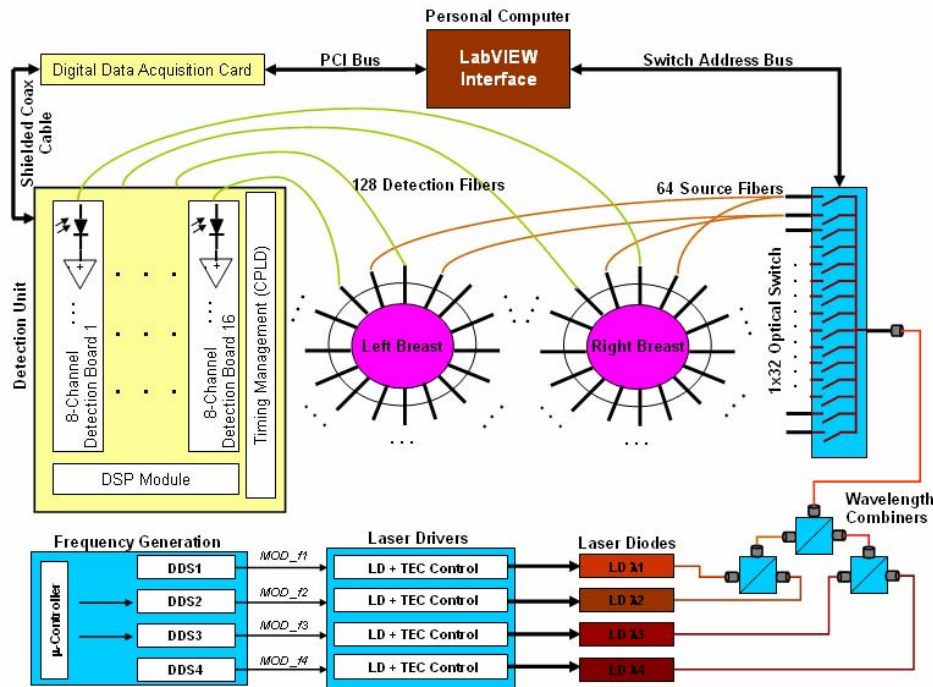 Personal Computer
LabVIEW
Interface
Digital Data Acquisition Card
PCI Bus
Switch Address Bus
Shielded Coax
Cable
128 Detection Fibers
64 Source Fibers
Detection Unit
8-Channel
Detection Board 1
8-Channel
Detection Board 16
Timing Management (CPLD)
DSP Module
Left Breast
Right Breast
1x32 Optical Switch
Wavelength
Combiners
Frequency Generation
Laser Drivers
Laser Diodes
µ-Controller
DDS1
MOD_f1
LD + TEC Control
LD λ1
DDS2
MOD_f2
LD + TEC Control
LD λ2
DDS3
MOD_f3
LD + TEC Control
LD λ3
DDS4
MOD_f4
LD + TEC Control
LD λ4